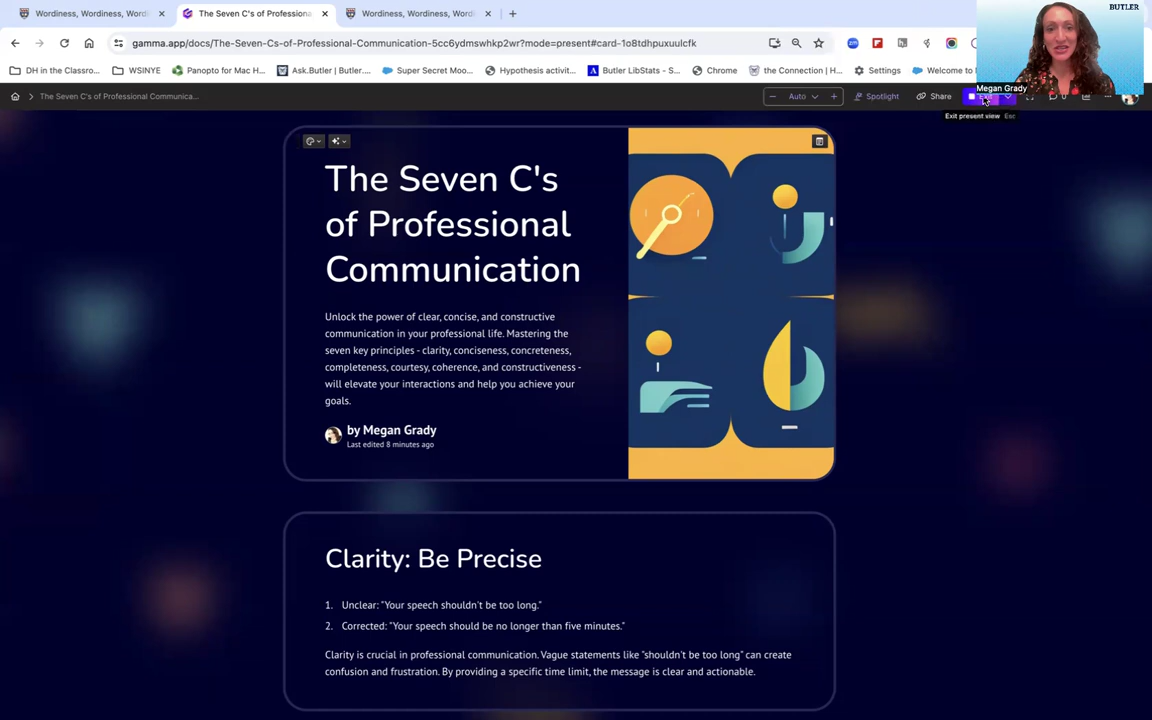 Wordiness, Wordiness, Wordi
The Seven C's of Professiona
Wordiness, Wordiness, Wordi
BUTLER
gamma.app/docs/The-Seven-Cs-of-Professional-Communication-5cc6ydmswhkp2wr?mode=present#card-1o8tdhpuxuulcfk
DH in the Classro...
WSINYE
Panopto for Mac H...
Ask.Butler | Butler....
Super Secret Moo...
Hypothesis activit...
Butler LibStats – S...
Chrome
the Connection | H...
Settings
Welcome to
Megan Grady
The Seven C's of Professional Communica...
Auto
Spotlight
Share
Exit
0
Exit present view Esc
The Seven C's
of Professional
Communication
Unlock the power of clear, concise, and constructive
communication in your professional life. Mastering the
seven key principles - clarity, conciseness, concreteness,
completeness, courtesy, coherence, and constructiveness -
will elevate your interactions and help you achieve your
goals.
by Megan Grady
Last edited 8 minutes ago
Clarity: Be Precise
1. Unclear: "Your speech shouldn't be too long."
2. Corrected: "Your speech should be no longer than five minutes."
Clarity is crucial in professional communication. Vague statements like "shouldn't be too long" can create
confusion and frustration. By providing a specific time limit, the message is clear and actionable.